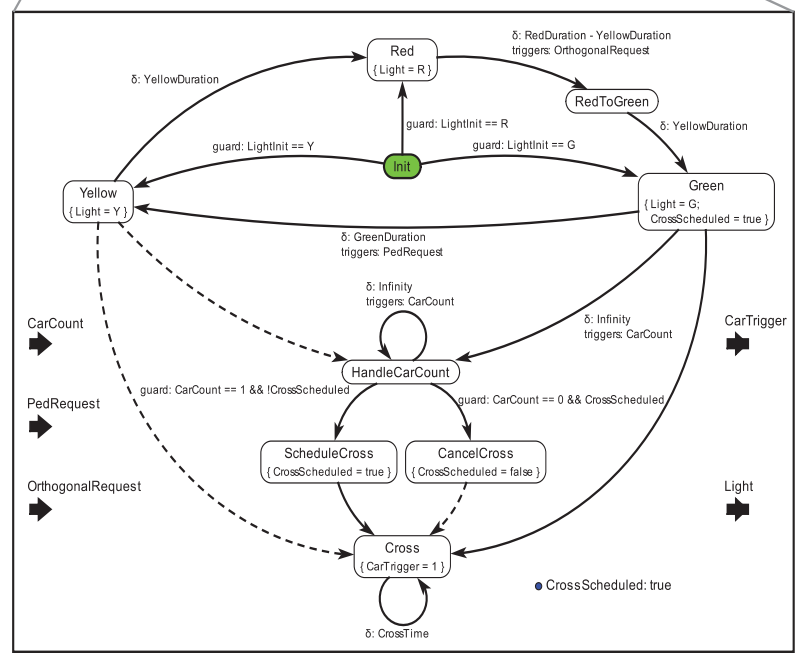 δ: RedDuration - YellowDuration
triggers: OrthogonalRequest
Red
{ Light = R }
δ: YellowDuration
RedToGreen
guard: LightInit == R
δ: YellowDuration
guard: LightInit == Y
guard: LightInit == G
Init
Yellow
{ Light = Y }
Green
{ Light = G;
CrossScheduled = true }
δ: GreenDuration
triggers: PedRequest
δ: Infinity
triggers: CarCount
CarCount
δ: Infinity
triggers: CarCount
CarTrigger
HandleCarCount
guard: CarCount == 1 && !CrossScheduled
guard: CarCount == 0 && CrossScheduled
PedRequest
ScheduleCross
{ CrossScheduled = true }
CancelCross
{ CrossScheduled = false }
OrthogonalRequest
Light
Cross
{ CarTrigger = 1 }
CrossScheduled: true
δ: CrossTime